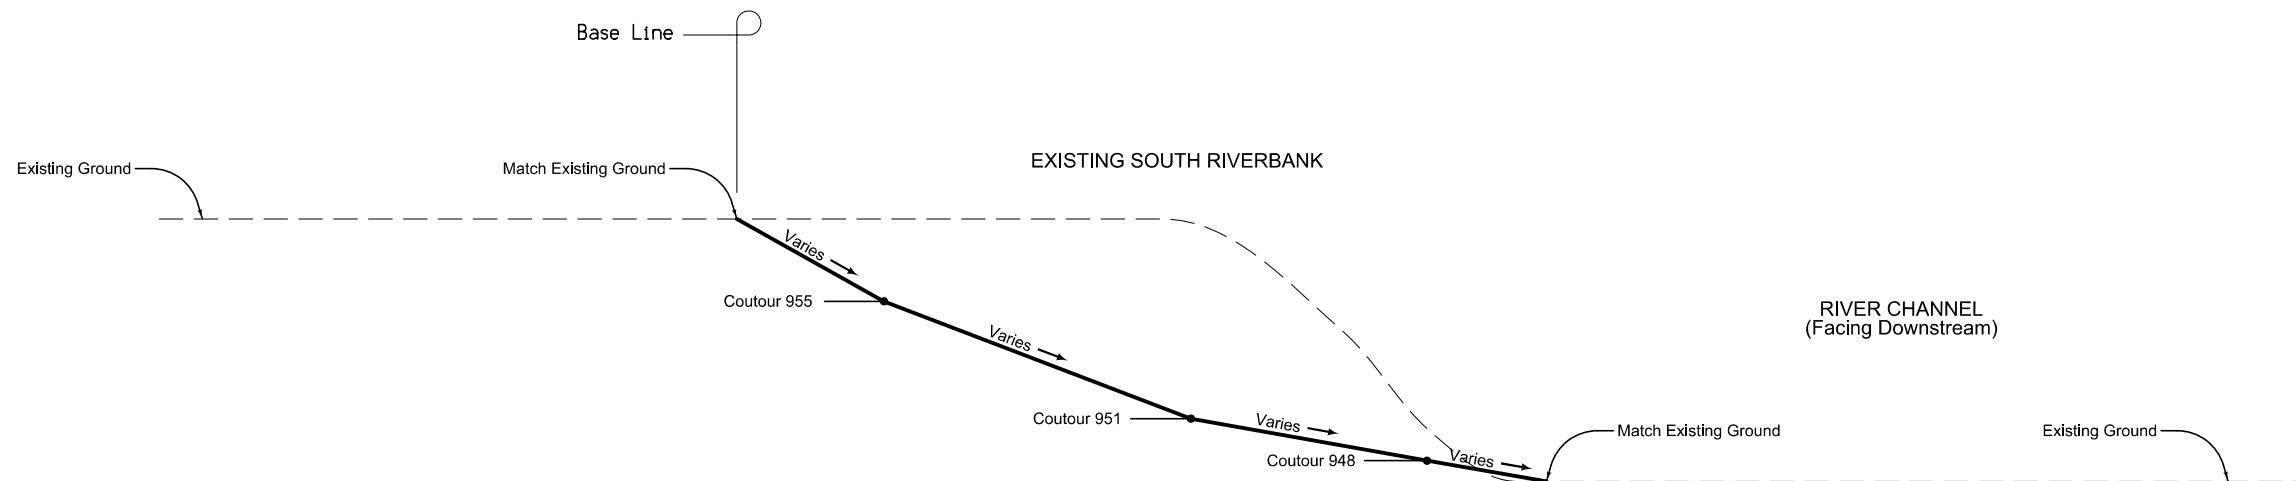 Base Line
EXISTING SOUTH RIVERBANK
Existing Ground
Match Existing Ground
Varies
Coutour 955
RIVER CHANNEL
(Facing Downstream)
Varies
Coutour 951
Varies
Match Existing Ground
Existing Ground
Coutour 948
Varies